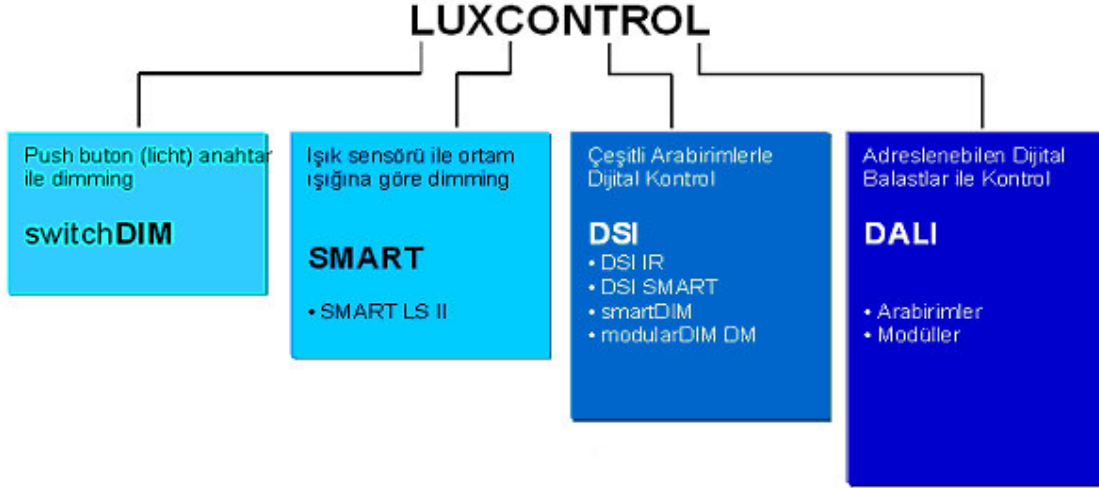 LUXCONTROL
Push buton (licht) anahtar
ile dimming
switchDIM
Işık sensörü ile ortam
ışığına göre dimming
SMART
• SMART LS II
Çeşitli Arabirimlerle
Dijital Kontrol
DSI
• DSI IR
• DSI SMART
• smartDIM
• modularDIM DM
Adreslenebilen Dijital
Balastlar ile Kontrol
DALI
• Arabirimler
• Modüller